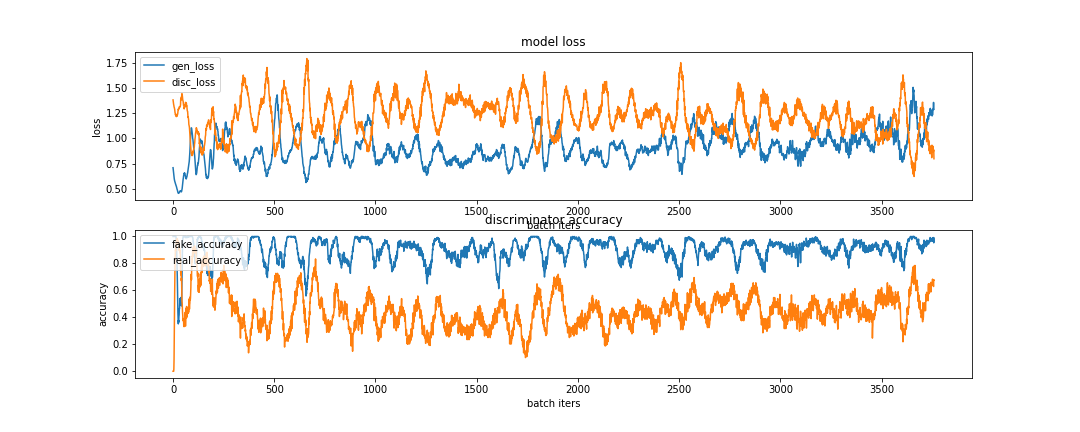 model loss
1.75
1.50
1.25
1.00
0.75
0.50
loss
gen_loss
disc_loss
0 500 1000 1500 2000 2500 3000 3500
batch iters
discriminator accuracy
1.0
0.8
0.6
0.4
0.2
0.0
accuracy
fake_accuracy
real_accuracy
0 500 1000 1500 2000 2500 3000 3500
batch iters